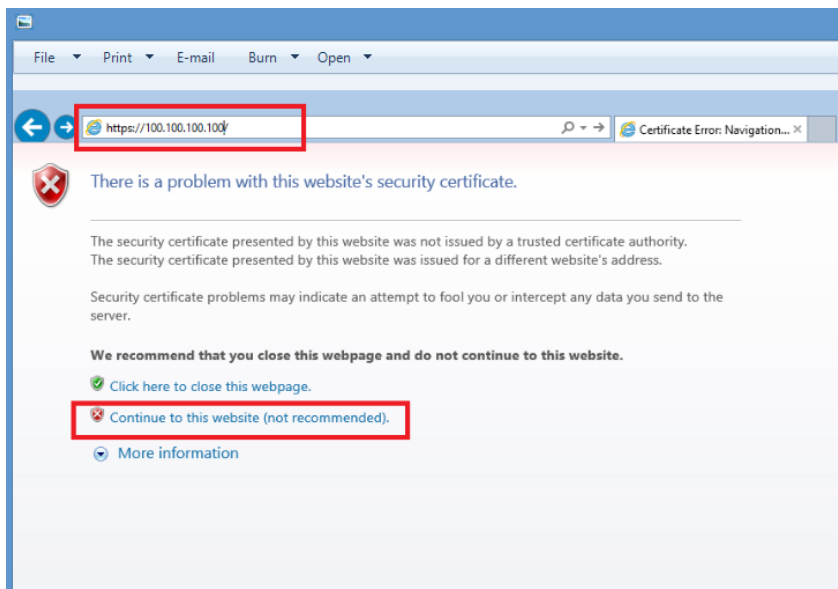 File Print E-mail Burn Open
https://100.100.100.100/
Certificate Error: Navigation...
There is a problem with this website's security certificate.
The security certificate presented by this website was not issued by a trusted certificate authority.
The security certificate presented by this website was issued for a different website's address.
Security certificate problems may indicate an attempt to fool you or intercept any data you send to the
server.
We recommend that you close this webpage and do not continue to this website.
Click here to close this webpage.
Continue to this website (not recommended).
More information